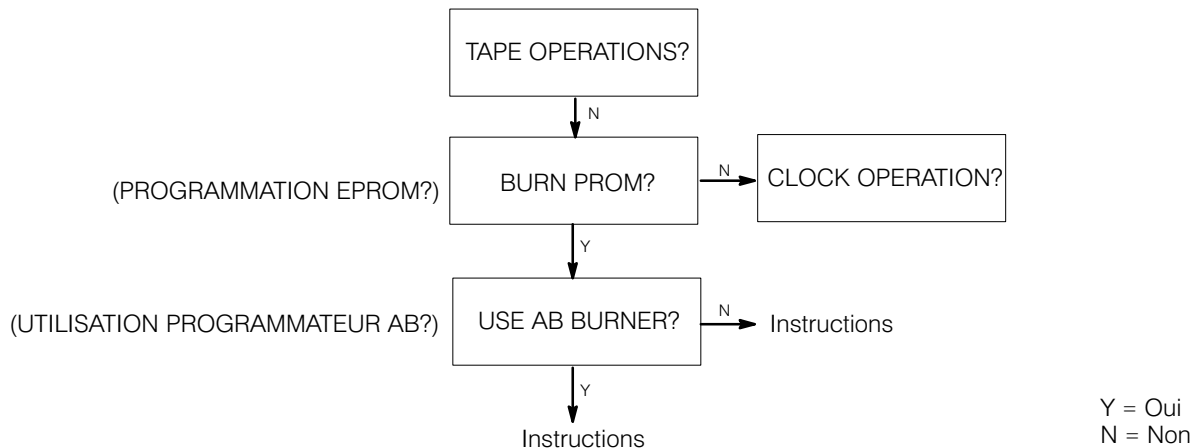 TAPE OPERATIONS?
N
(PROGRAMMATION EPROM?)
BURN PROM?
N
CLOCK OPERATION?
Y
(UTILISATION PROGRAMMATEUR AB?)
USE AB BURNER?
N
Instructions
Y
Instructions
Y = Oui
N = Non